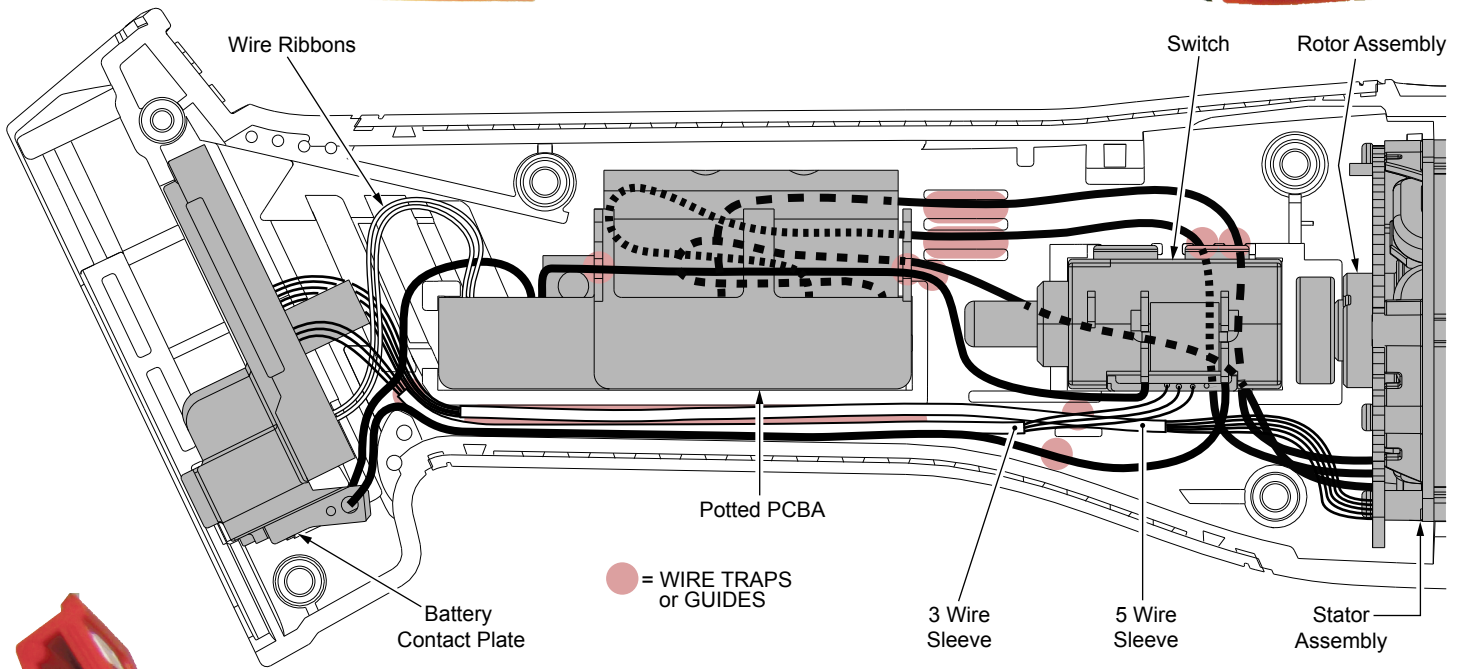 Wire Ribbons
Switch
Rotor Assembly
Potted PCBA
= WIRE TRAPS
or GUIDES
Battery
Contact Plate
3 Wire
Sleeve
5 Wire
Sleeve
Stator
Assembly